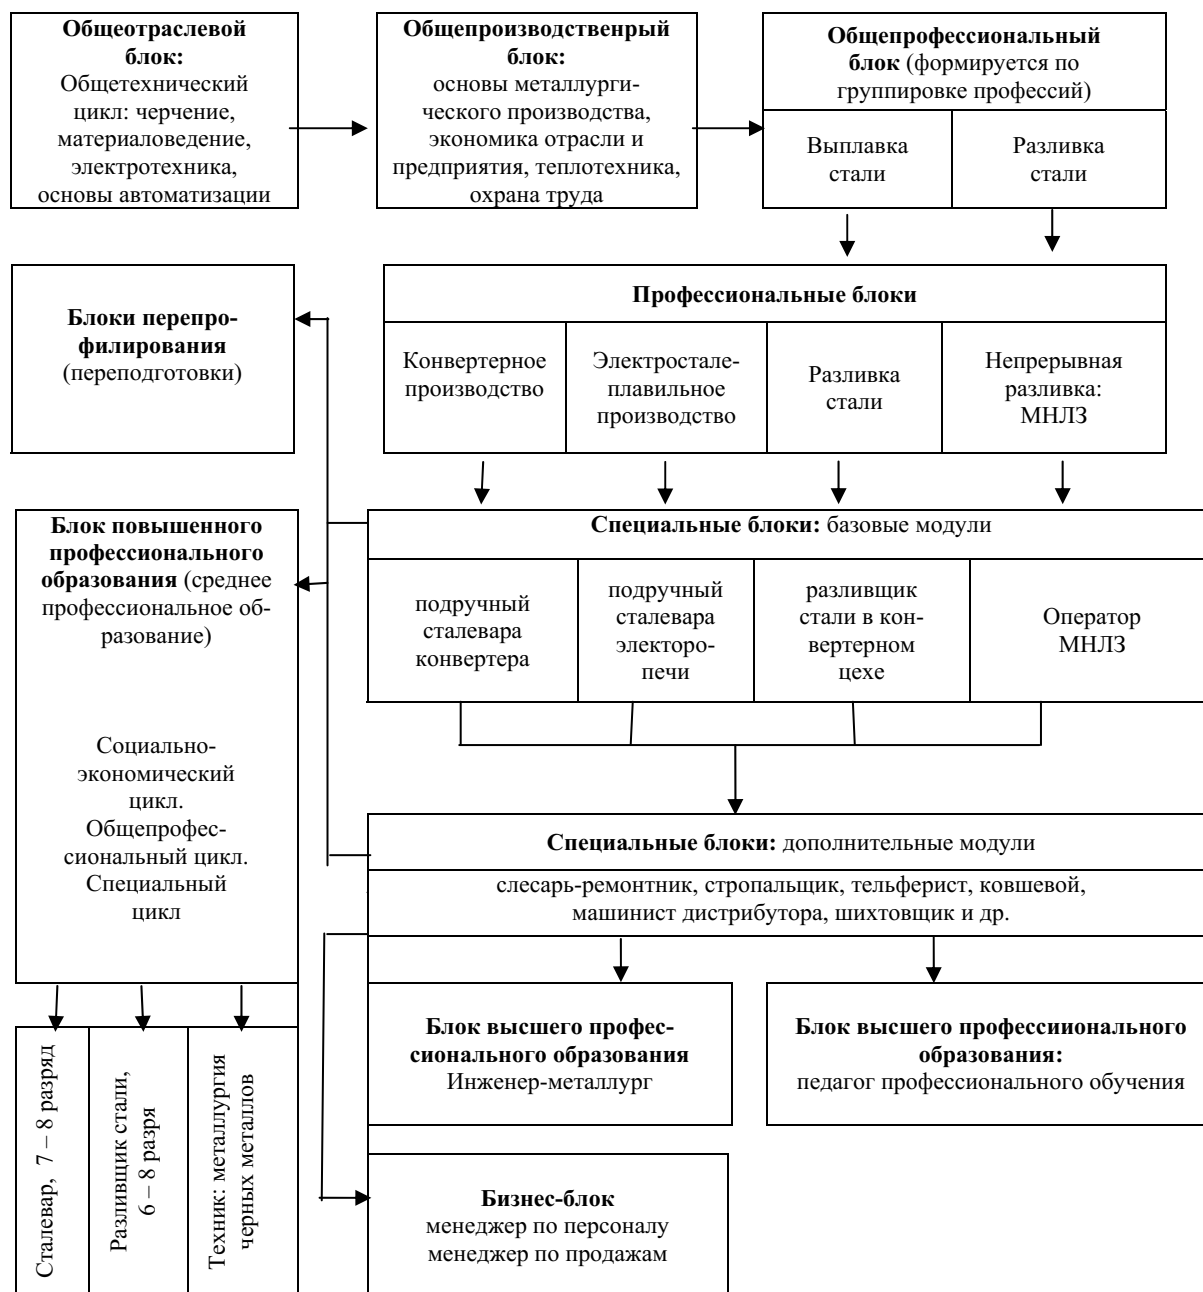 Общеотраслевой
блок:
Общетехнический
цикл: черчение,
материаловедение,
электротехника,
основы автоматизации
Общепроизводственрый
блок:
основы металлурги-
ческого производства,
экономика отрасли и
предприятия, теплотехника,
охрана труда
Общепрофессиональный
блок (формируется по
группировке профессий)
Выплавка
стали
Разливка
стали
Блоки перепро-
филирования
(переподготовки)
Профессиональные блоки
Конвертерное
производство
Электростале-
плавильное
производство
Разливка
стали
Непрерывная
разливка:
МНЛЗ
Блок повышенного
профессионального
образования (среднее
профессиональное об-
разование)
Социально-
экономический
цикл.
Общепрофес-
сиональный цикл.
Специальный
цикл
Специальные блоки: базовые модули
подручный
сталевара
конвертера
подручный
сталевара
электоро-
печи
разливщик
стали в кон-
вертерном
цехе
Оператор
МНЛЗ
Специальные блоки: дополнительные модули
слесарь-ремонтник, стропальщик, тельферист, ковшевой,
машинист дистрибутора, шихтовщик и др.
Сталевар, 7 – 8 разряд
Разливщик стали,
6 – 8 разря
Техник: металлургия
черных металлов
Блок высшего профес-
сионального образования
Инженер-металлург
Блок высшего профессиионального
образования:
педагог профессионального обучения
Бизнес-блок
менеджер по персоналу
менеджер по продажам